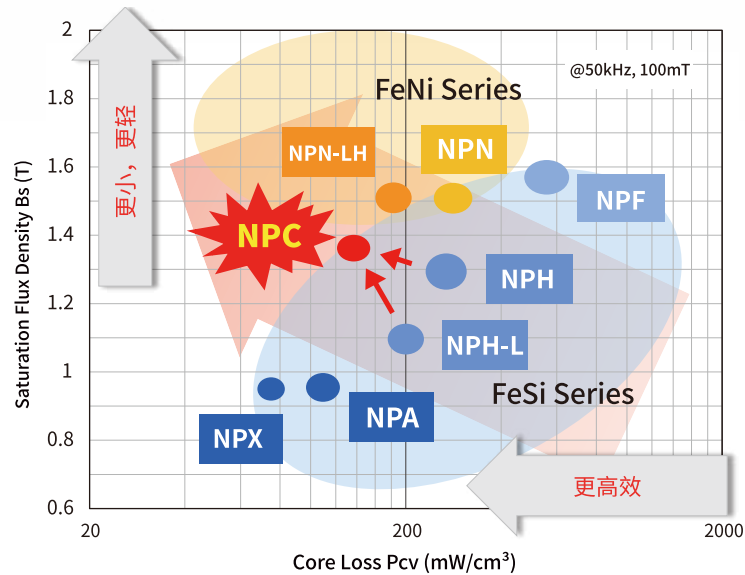 2
1.8
1.6
1.4
1.2
1
0.8
0.6
Saturation Flux Density Bs (T)
更小，更轻
@50kHz, 100mT
FeNi Series
NPN-LH
NPN
NPF
NPC
NPH
NPH-L
FeSi Series
NPA
NPX
更高效
20
200
2000
Core Loss Pcv (mW/cm³)